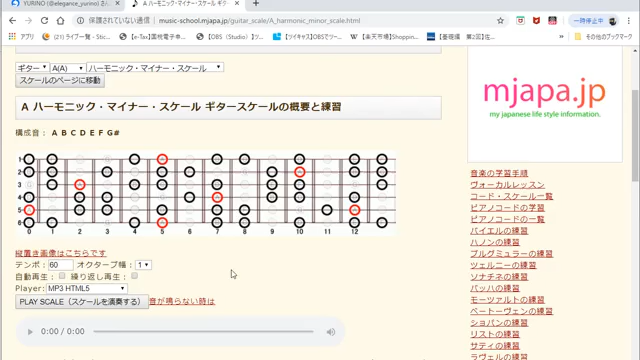 YURINO (@elegance_yurino) さん
A ハーモニック・マイナー・スケール ギタ
保護されていない通信 | music-school.mjapa.jp/guitar_scale/A_harmonic_minor_scale.html
一時停止中
アプリ
(21) ライブ一覧 - Stick...
[e-Tax]国税電子申...
OBS（Studio）
ツイキャスOBSでツイ...
楽天市場】Shoppin...
基礎 第2回【佐...
その他のブックマーク
ギター A(A) ハーモニック・マイナー・スケール
スケールのページに移動
A ハーモニック・マイナー・スケール ギタースケールの概要と練習
構成音： A B C D E F G#
1
2
3
4
5
6
0 1 2 3 4 5 6 7 8 9 10 11 12
縦置き画像はこちらです
テンポ: 60 オクターブ幅： 1
自動再生： 繰り返し再生：
Player: MP3 HTML5
PLAY SCALE（スケールを演奏する） 音が鳴らない時は
0:00 / 0:00
mjapa.jp
my japanese life style information.
音楽の学習手順
ヴォーカルレッスン
コード・スケール一覧
ピアノコードの学習
ピアノコードの一覧
バイエルの練習
ハノンの練習
ブルグミュラーの練習
ツェルニーの練習
ソナチネの練習
バッハの練習
モーツァルトの練習
ベートーヴェンの練習
ショパンの練習
リストの練習
サティの練習
ラヴェルの練習